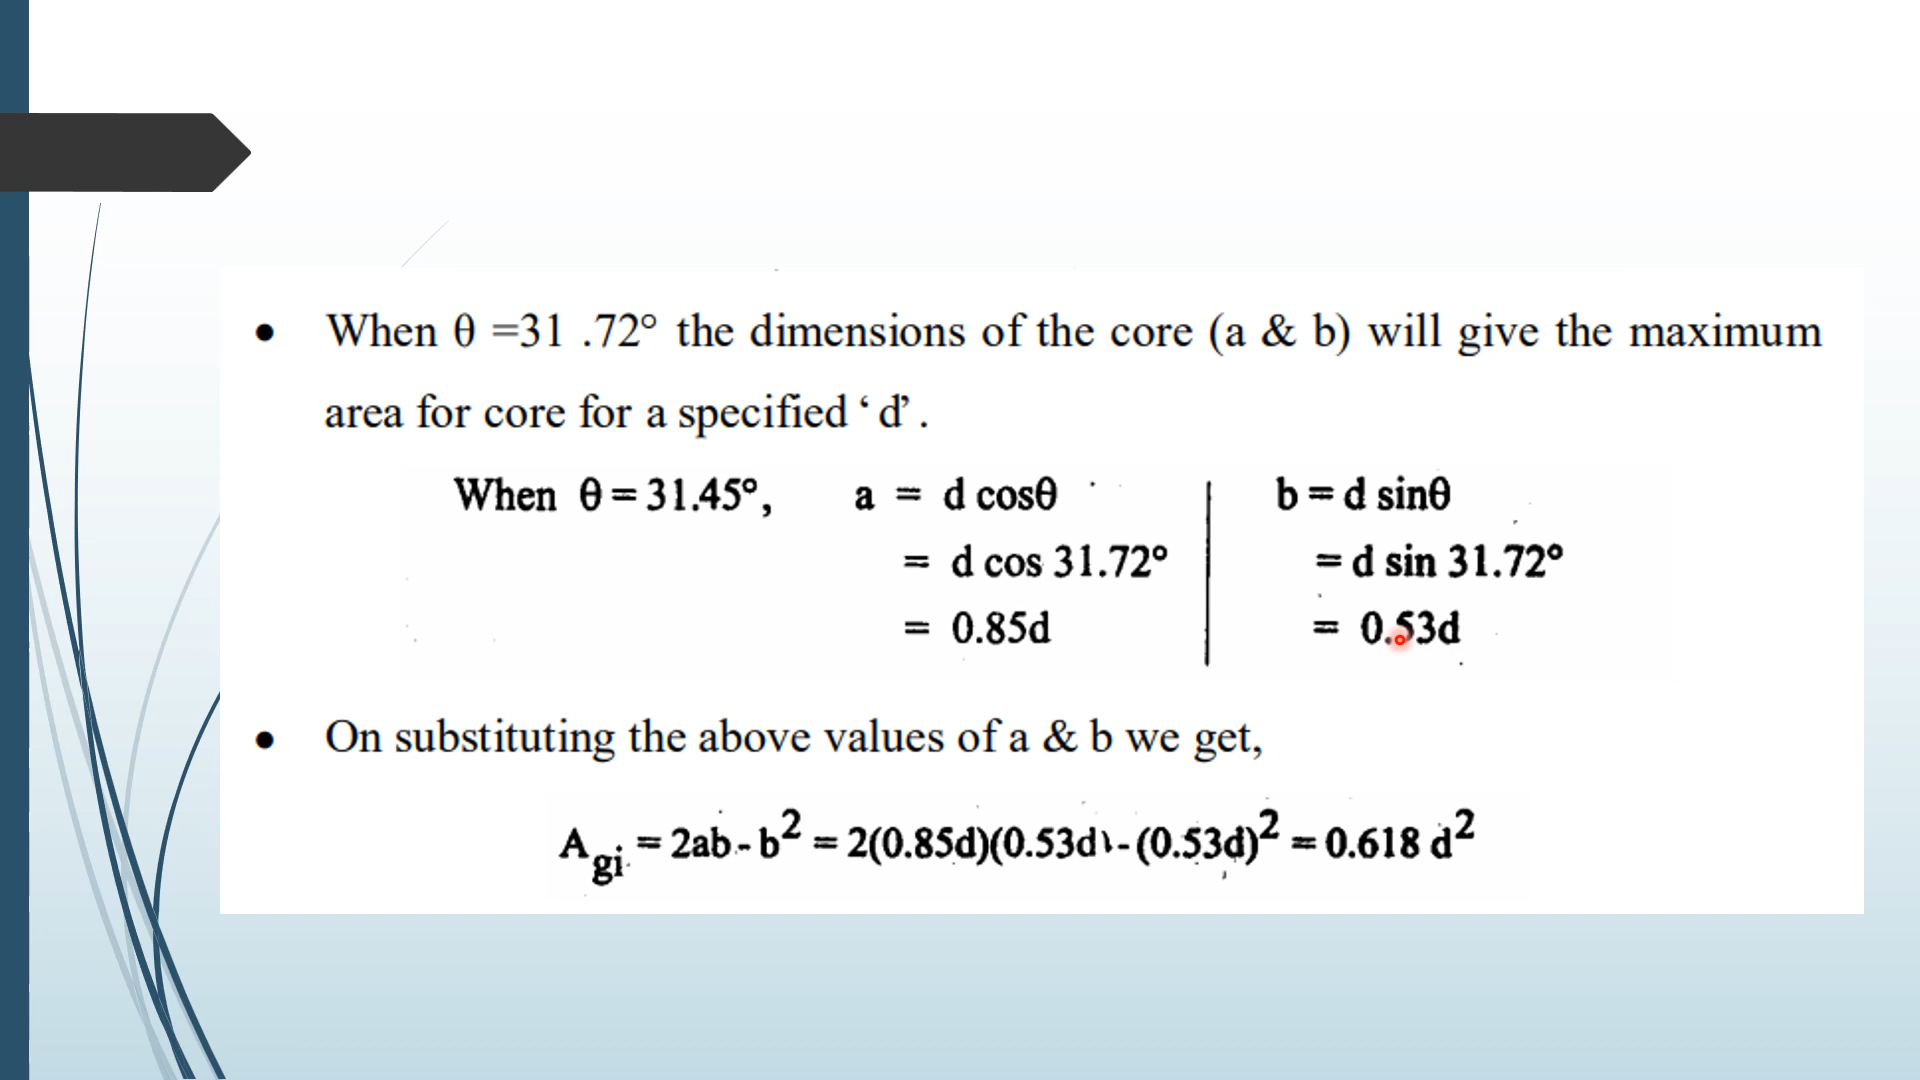 • When θ =31 .72° the dimensions of the core (a & b) will give the maximum
area for core for a specified ‘ d’ .
When θ = 31.45°, a = d cosθ b = d sinθ
= d cos 31.72° = d sin 31.72°
= 0.85d = 0.53d
• On substituting the above values of a & b we get,
A gi = 2ab - b² = 2(0.85d)(0.53d) - (0.53d)² = 0.618 d²